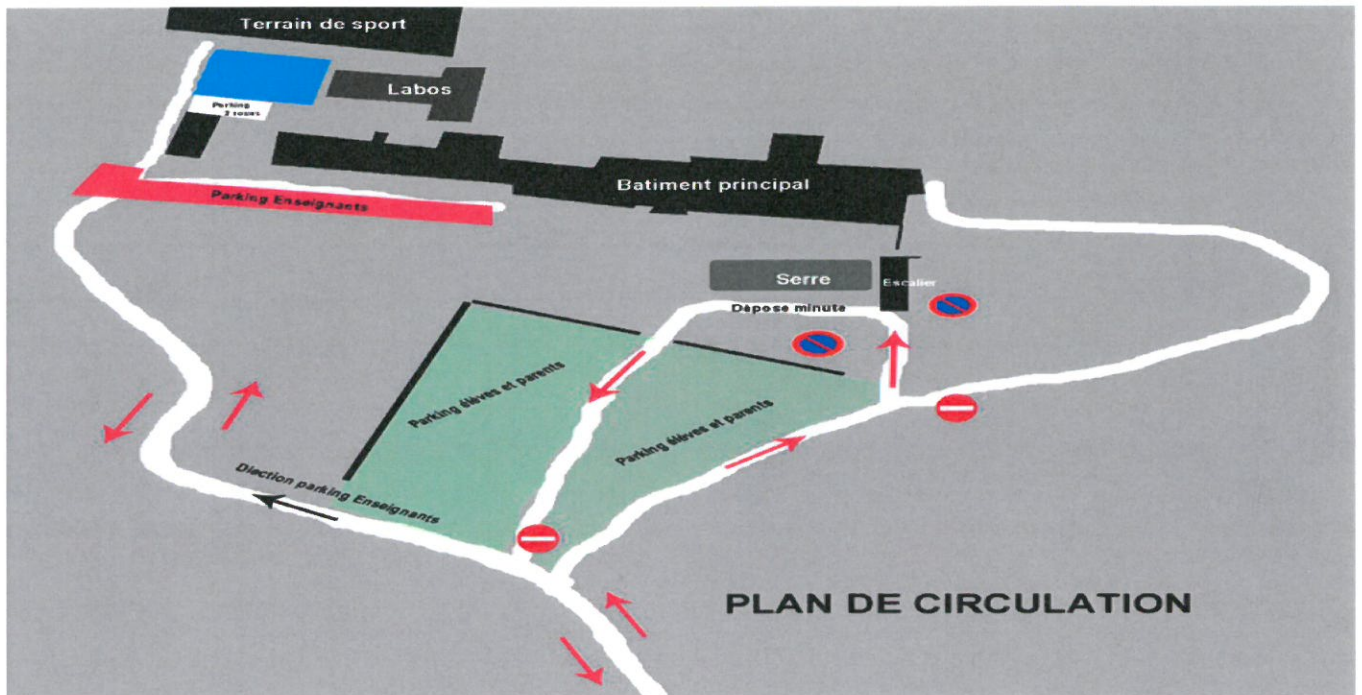 Terrain de sport
Labos
Parking
2 roues
Batiment principal
Parking Enseignants
Serre
Escalier
Dépose minute
Parking élèves et parents
Parking élèves et parents
Diection parking Enseignants
PLAN DE CIRCULATION